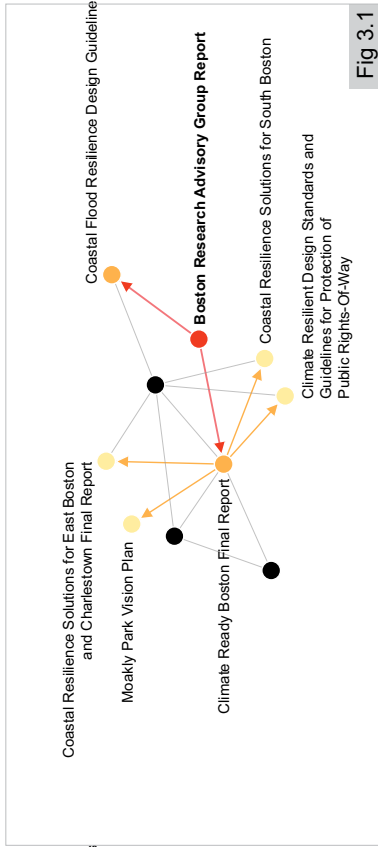 Coastal Flood Resilience Design Guideline
Boston Research Advisory Group Report
Coastal Resilience Solutions for South Boston
Climate Resilient Design Standards and
Guidelines for Protection of
Public Rights-Of-Way
Coastal Resilience Solutions for East Boston
and Charlestown Final Report
Moakly Park Vision Plan
Climate Ready Boston Final Report
Fig 3.1